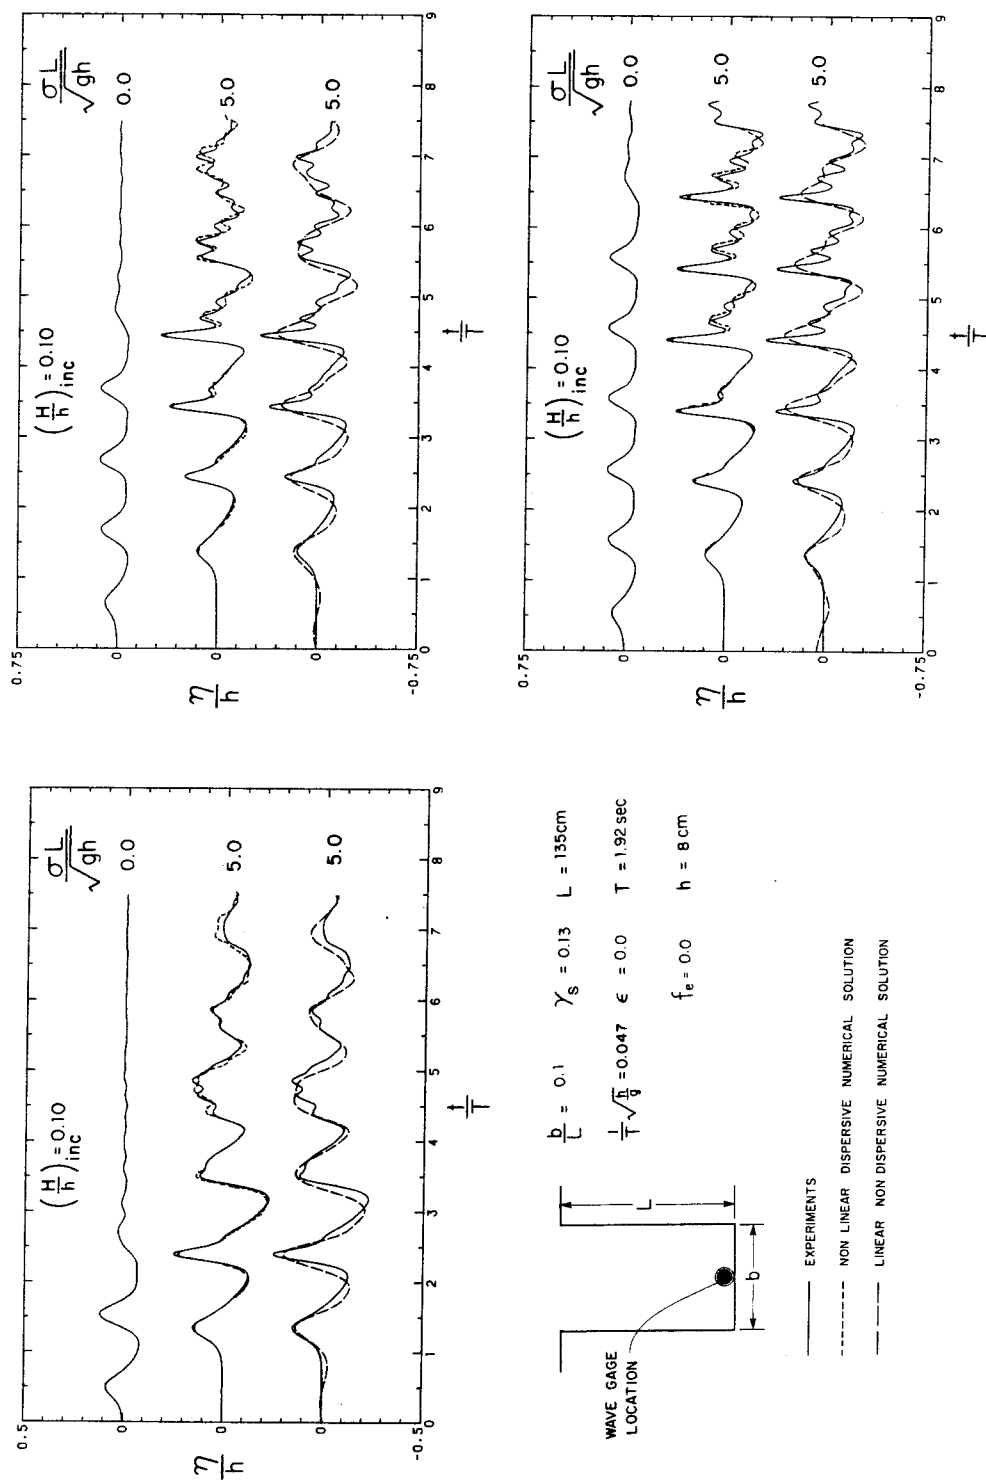 0.5
0
0
0
-0.5
η/h
(H/h)inc = 0.10
σL/√gh
0.0
5.0
5.0
0 1 2 3 4 5 6 7 8 9
t/T
0.75
0
0
0
-0.75
η/h
(H/h)inc = 0.10
σL/√gh
0.0
5.0
5.0
0 1 2 3 4 5 6 7 8 9
t/T
WAVE GAGE
LOCATION
b
L
b/L = 0.1 γs = 0.13 L = 135cm
1/T √h/g = 0.047 ϵ = 0.0 T = 1.92 sec
fe = 0.0 h = 8 cm
EXPERIMENTS
NON LINEAR DISPERSIVE NUMERICAL SOLUTION
LINEAR NON DISPERSIVE NUMERICAL SOLUTION
0.75
0
0
0
-0.75
η/h
(H/h)inc = 0.10
σL/√gh
0.0
5.0
5.0
0 1 2 3 4 5 6 7 8 9
t/T